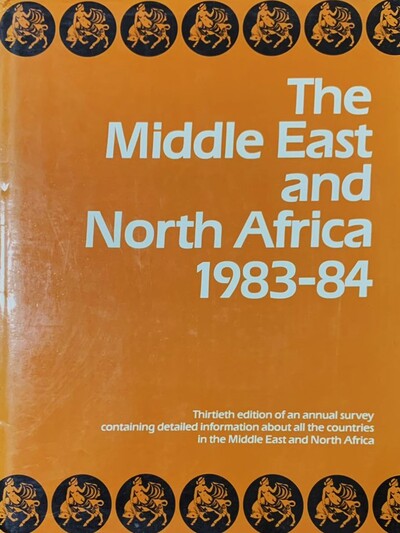 The
Middle East
and
North Africa
1983-84
Thirtieth edition of an annual survey
containing detailed information about all the countries
in the Middle East and North Africa